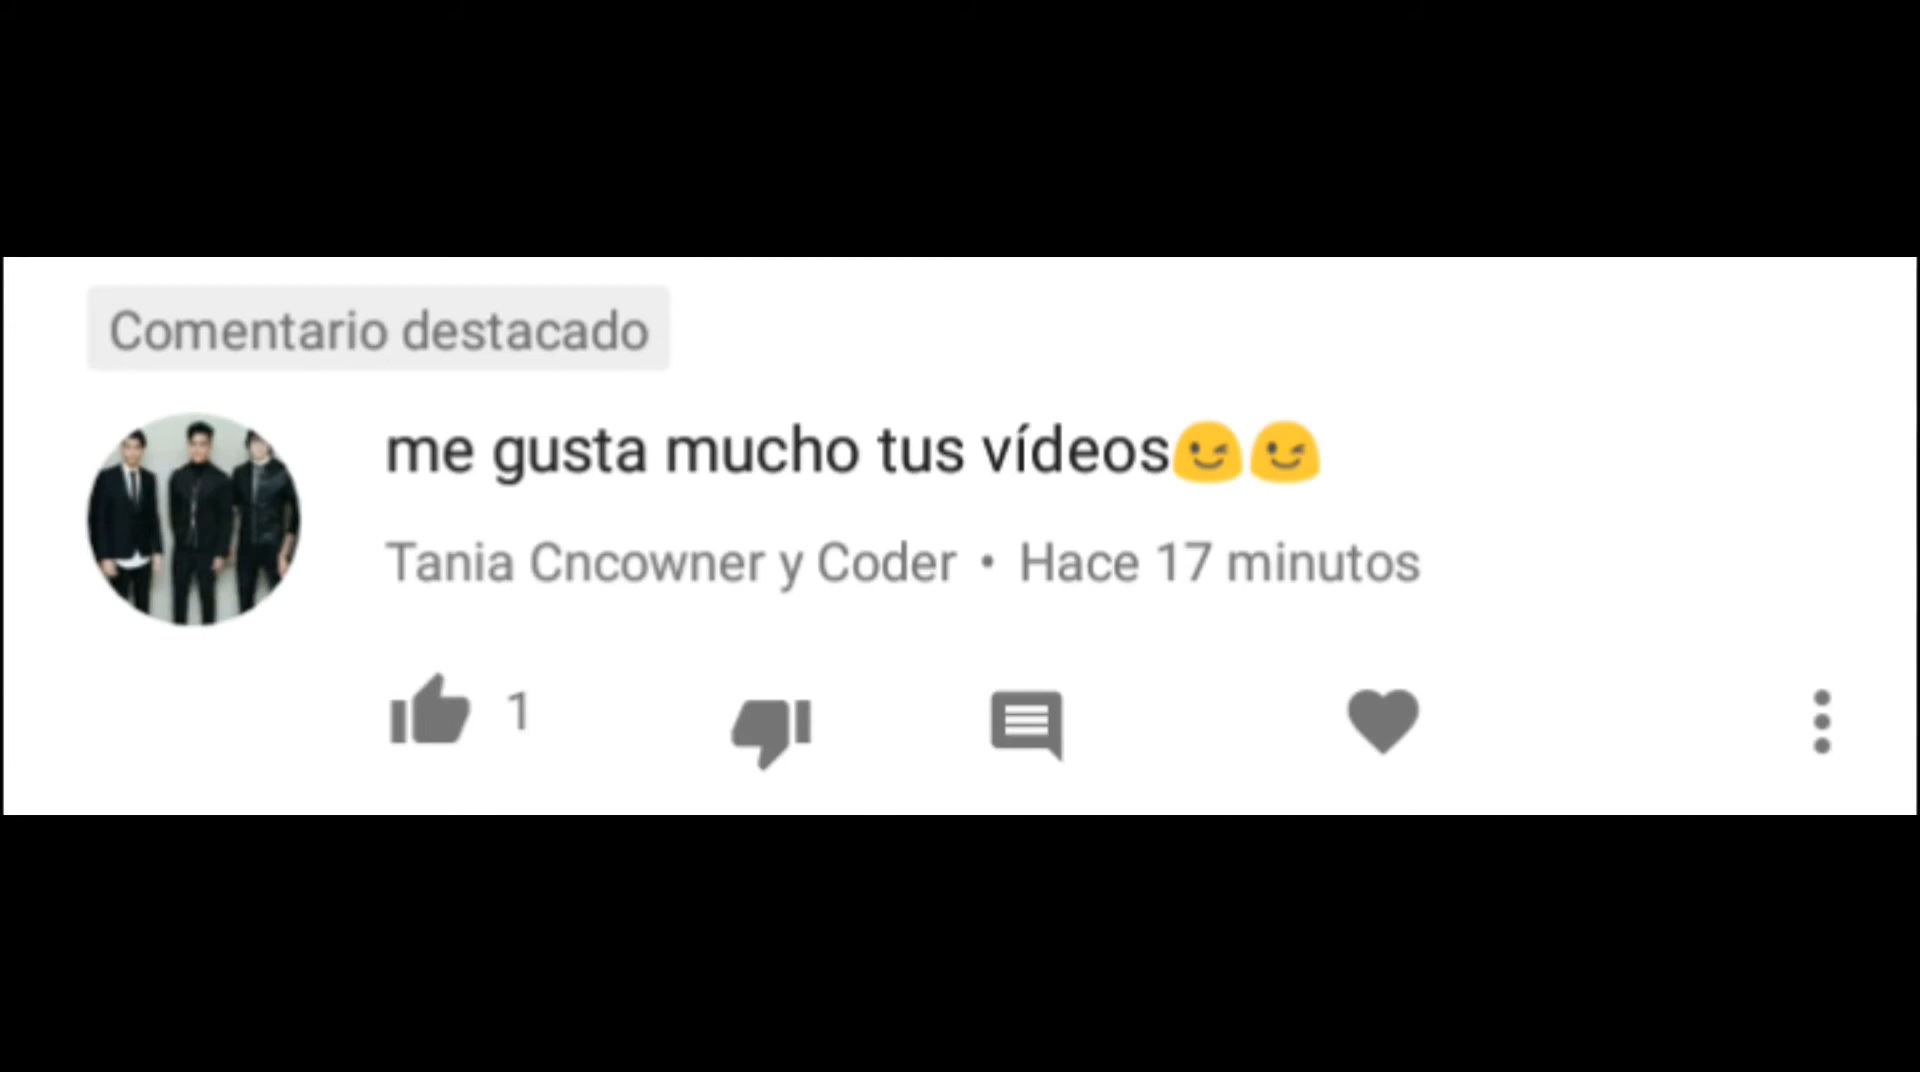 Comentario destacado
me gusta mucho tus vídeos😉😉
Tania Cncowner y Coder • Hace 17 minutos
1